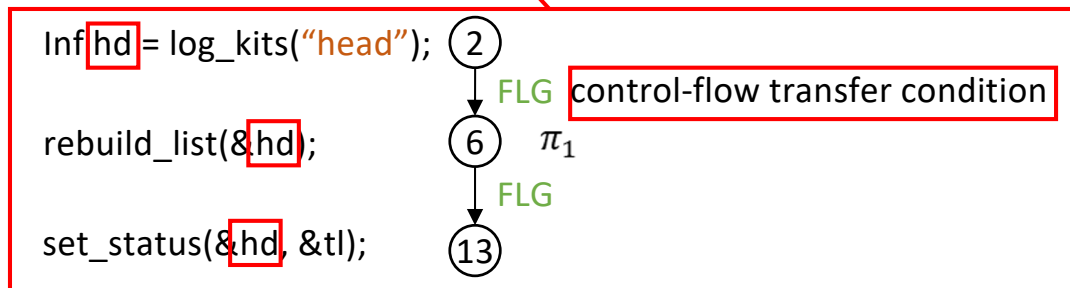 Inf hd = log_kits(“head”); 2
FLG control-flow transfer condition
rebuild_list(&hd); 6 π₁
FLG
set_status(&hd, &tl); 13